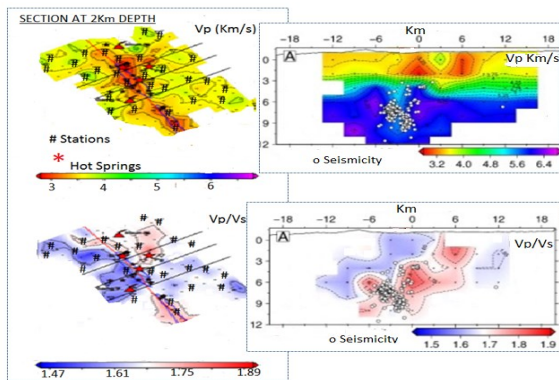 SECTION AT 2Km DEPTH
Vp (Km/s)
# Stations
* Hot Springs
3 4 5 6
Km
-18 -12 -6 0 6 12 18
A
Vp Km/s
0
3
6
9
12
o Seismicity
3.2 4.0 4.8 5.6 6.4
Vp/Vs
1.47 1.61 1.75 1.89
Km
-18 -12 -6 0 6 12 18
A
Vp/Vs
0
3
6
9
12
o Seismicity
1.5 1.6 1.7 1.8 1.9